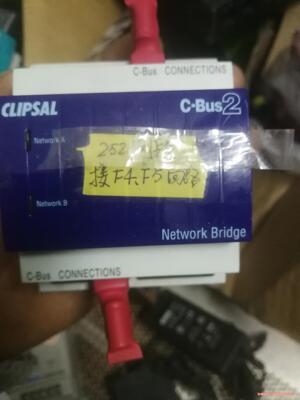 C-Bus CONNECTIONS
CLIPSAL
C-Bus2
Network A
252
接F4、F5回路
Network B
Network Bridge
C-Bus CONNECTIONS